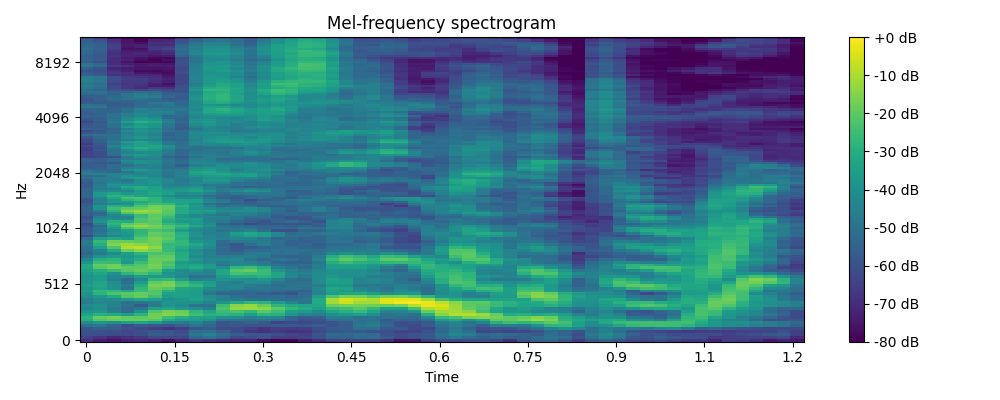 Mel-frequency spectrogram
8192
4096
2048
1024
512
0
Hz
0 0.15 0.3 0.45 0.6 0.75 0.9 1.1 1.2
Time
+0 dB
-10 dB
-20 dB
-30 dB
-40 dB
-50 dB
-60 dB
-70 dB
-80 dB